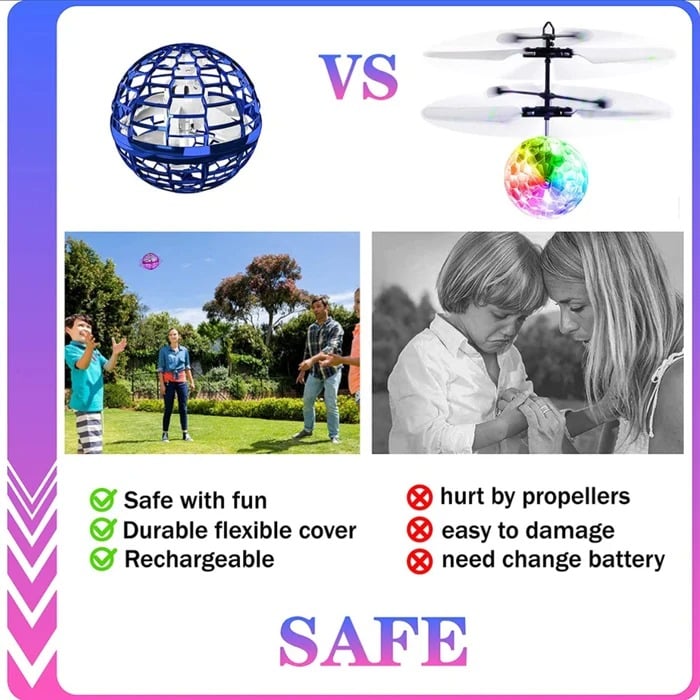 VS
Safe with fun
Durable flexible cover
Rechargeable
hurt by propellers
easy to damage
need change battery
SAFE